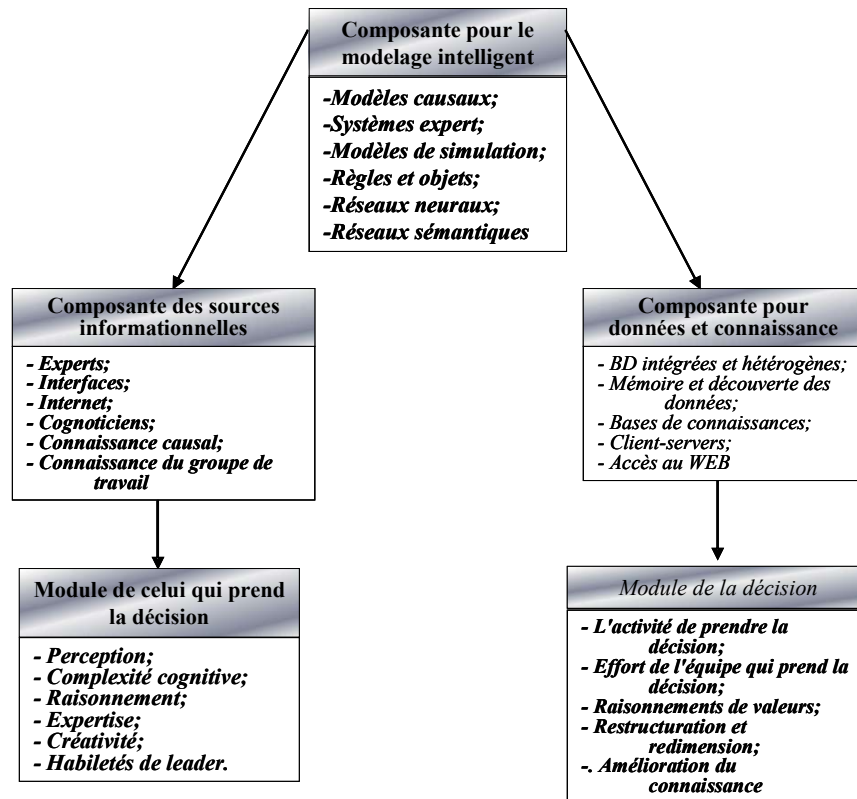 Composante pour le
modelage intelligent
-Modèles causaux;
-Systèmes expert;
-Modèles de simulation;
-Règles et objets;
-Réseaux neuraux;
-Réseaux sémantiques
Composante des sources
informationnelles
- Experts;
- Interfaces;
- Internet;
- Cognoticiens;
- Connaissance causal;
- Connaissance du groupe de
travail
Composante pour
données et connaissance
- BD intégrées et hétérogènes;
- Mémoire et découverte des
données;
- Bases de connaissances;
- Client-servers;
- Accès au WEB
Module de celui qui prend
la décision
- Perception;
- Complexité cognitive;
- Raisonnement;
- Expertise;
- Créativité;
- Habiletés de leader.
Module de la décision
- L'activité de prendre la
décision;
- Effort de l'équipe qui prend la
décision;
- Raisonnements de valeurs;
- Restructuration et
redimension;
-. Amélioration du
connaissance